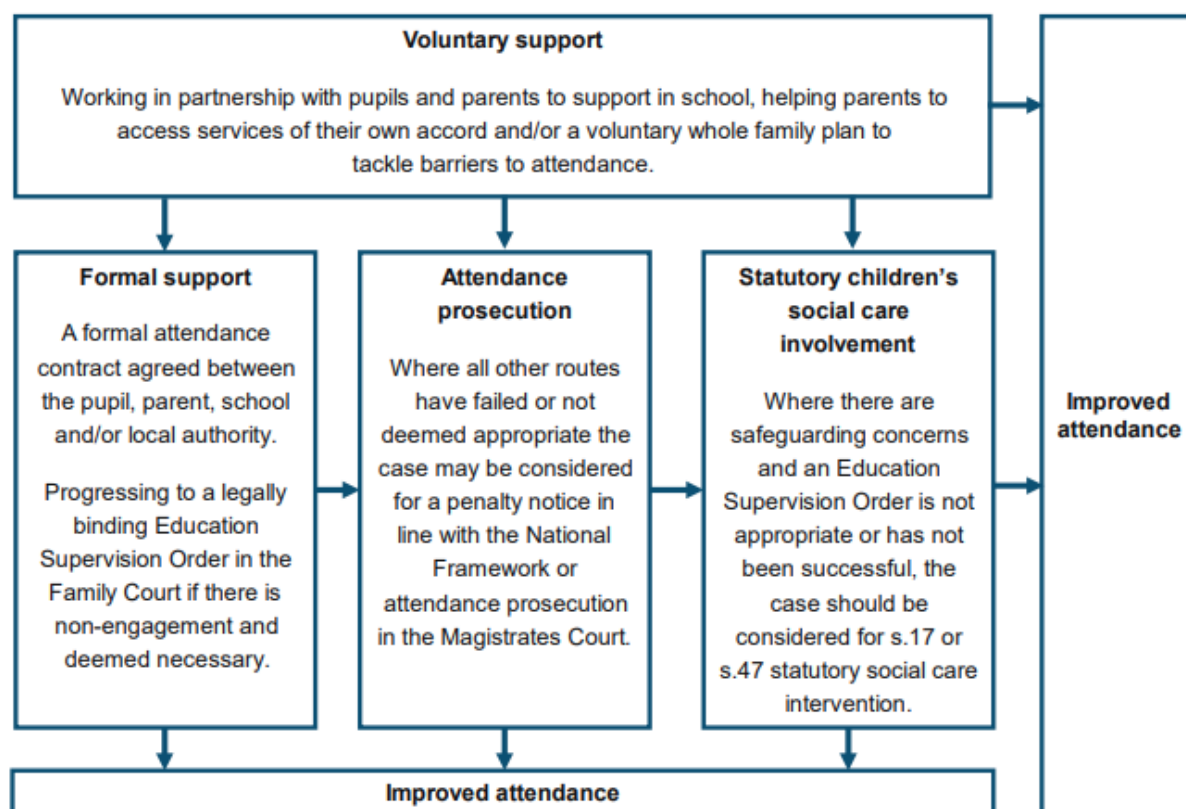 Voluntary support
Working in partnership with pupils and parents to support in school, helping parents to
access services of their own accord and/or a voluntary whole family plan to
tackle barriers to attendance.
Formal support
A formal attendance
contract agreed between
the pupil, parent, school
and/or local authority.
Progressing to a legally
binding Education
Supervision Order in the
Family Court if there is
non-engagement and
deemed necessary.
Attendance
prosecution
Where all other routes
have failed or not
deemed appropriate the
case may be considered
for a penalty notice in
line with the National
Framework or
attendance prosecution
in the Magistrates Court.
Statutory children's
social care
involvement
Where there are
safeguarding concerns
and an Education
Supervision Order is not
appropriate or has not
been successful, the
case should be
considered for s.17 or
s.47 statutory social care
intervention.
Improved
attendance
Improved attendance